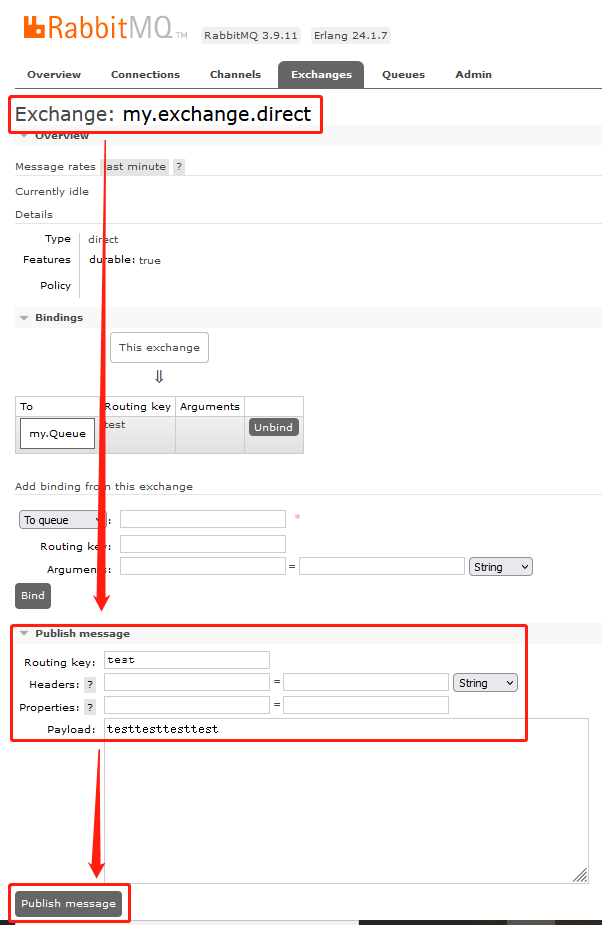 RabbitMQ TM RabbitMQ 3.9.11 Erlang 24.1.7
Overview Connections Channels Exchanges Queues Admin
Exchange: my.exchange.direct
Overview
Message rates last minute ?
Currently idle
Details
Type direct
Features durable: true
Policy
Bindings
This exchange
⇓
To Routing key Arguments
my.Queue test Unbind
Add binding from this exchange
To queue : *
Routing key:
Arguments: = String
Bind
Publish message
Routing key: test
Headers: ? = String
Properties: ? =
Payload: testtesttesttest
Publish message